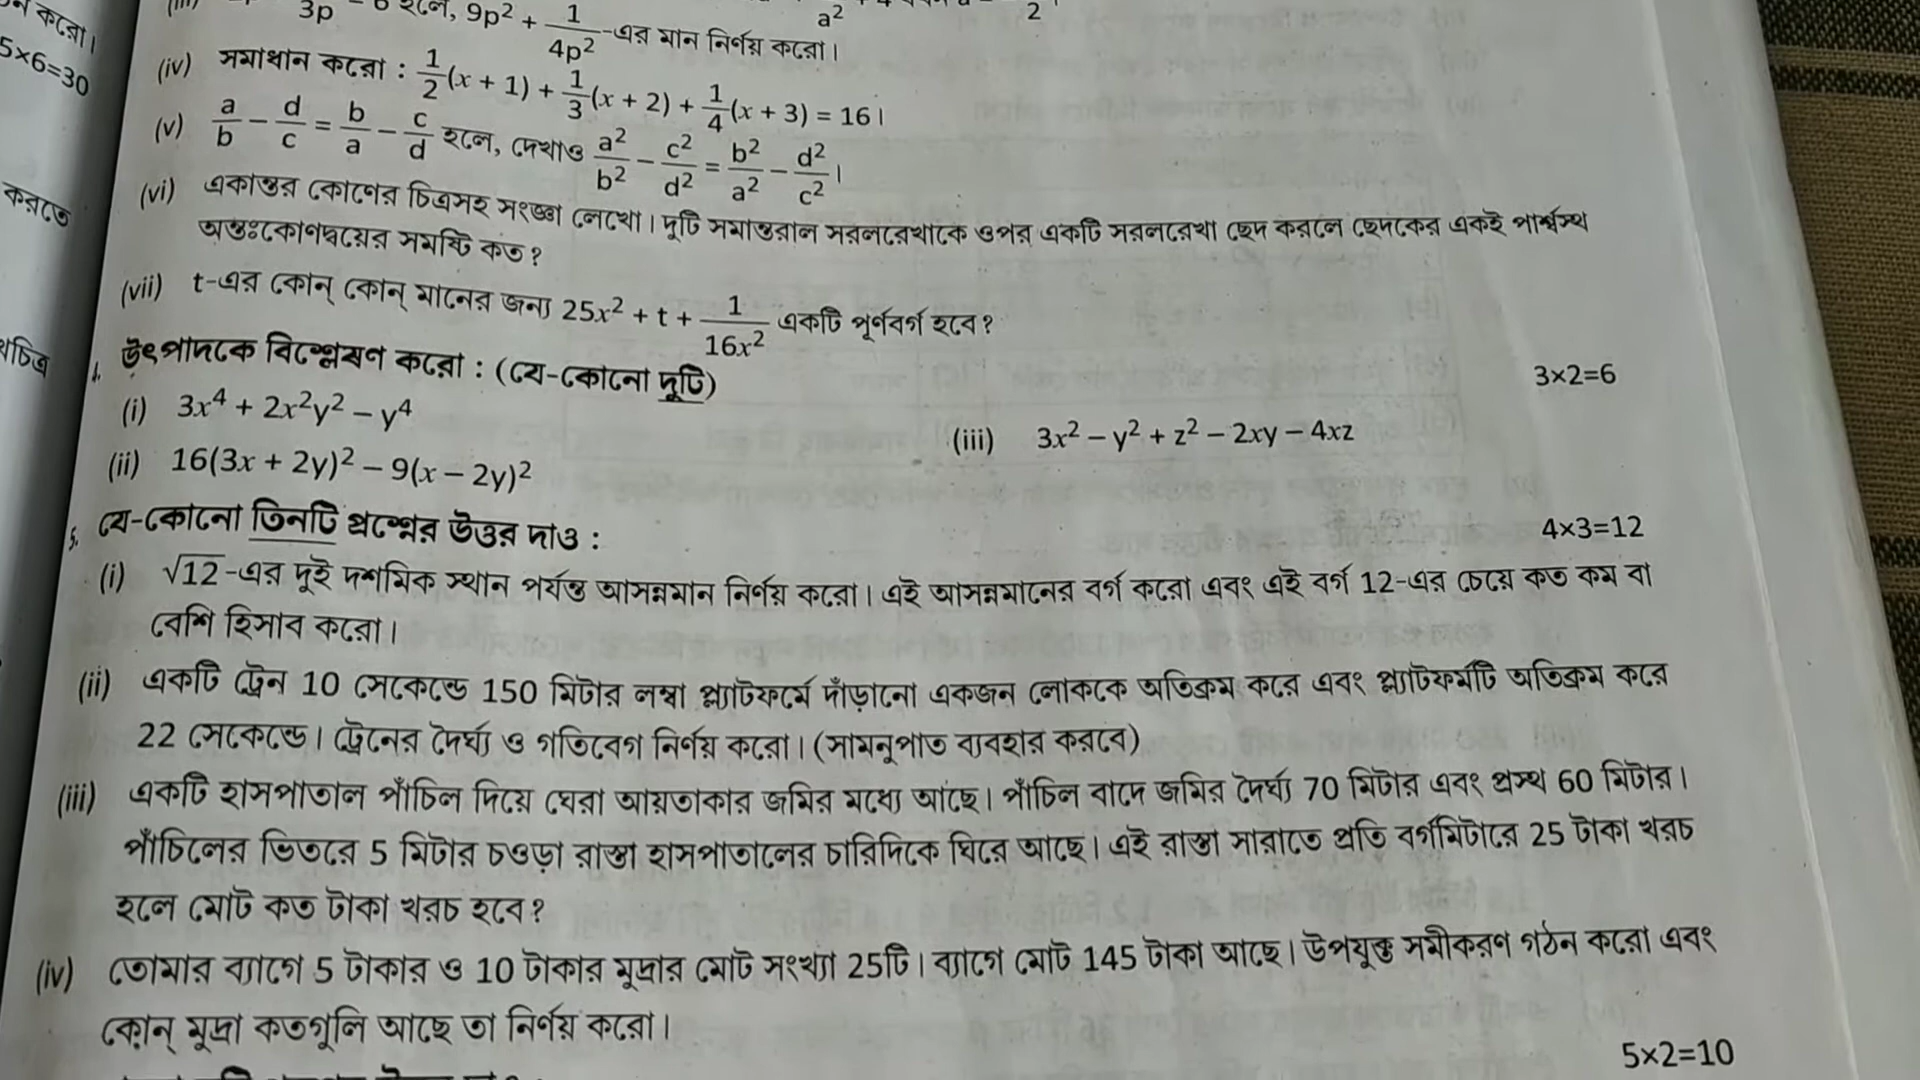 ন করো।
5×6=30
করতে
3p − 6 হলে, 9p² + 1/4p² -এর মান নির্ণয় করো।
a² 2
(iv) সমাধান করো : 1/2(x + 1) + 1/3(x + 2) + 1/4(x + 3) = 16।
(v) a/b − d/c = b/a − c/d হলে, দেখাও a²/b² − c²/d² = b²/a² − d²/c²।
(vi) একান্তর কোণের চিত্রসহ সংজ্ঞা লেখো। দুটি সমান্তরাল সরলরেখাকে ওপর একটি সরলরেখা ছেদ করলে ছেদকের একই পার্শ্বস্থ
অন্তঃকোণদ্বয়ের সমষ্টি কত?
(vii) t-এর কোন্ কোন্ মানের জন্য 25x² + t + 1/16x² একটি পূর্ণবর্গ হবে?
উৎপাদকে বিশ্লেষণ করো : (যে-কোনো দুটি) 3×2=6
(i) 3x⁴ + 2x²y² − y⁴
(iii) 3x² − y² + z² − 2xy − 4xz
(ii) 16(3x + 2y)² − 9(x − 2y)²
5. যে-কোনো তিনটি প্রশ্নের উত্তর দাও : 4×3=12
(i) √12-এর দুই দশমিক স্থান পর্যন্ত আসন্নমান নির্ণয় করো। এই আসন্নমানের বর্গ করো এবং এই বর্গ 12-এর চেয়ে কত কম বা
বেশি হিসাব করো।
(ii) একটি ট্রেন 10 সেকেন্ডে 150 মিটার লম্বা প্ল্যাটফর্মে দাঁড়ানো একজন লোককে অতিক্রম করে এবং প্ল্যাটফর্মটি অতিক্রম করে
22 সেকেন্ডে। ট্রেনের দৈর্ঘ্য ও গতিবেগ নির্ণয় করো। (সামনুপাত ব্যবহার করবে)
(iii) একটি হাসপাতাল পাঁচিল দিয়ে ঘেরা আয়তাকার জমির মধ্যে আছে। পাঁচিল বাদে জমির দৈর্ঘ্য 70 মিটার এবং প্রস্থ 60 মিটার।
পাঁচিলের ভিতরে 5 মিটার চওড়া রাস্তা হাসপাতালের চারিদিকে ঘিরে আছে। এই রাস্তা সারাতে প্রতি বর্গমিটারে 25 টাকা খরচ
হলে মোট কত টাকা খরচ হবে?
(iv) তোমার ব্যাগে 5 টাকার ও 10 টাকার মুদ্রার মোট সংখ্যা 25টি। ব্যাগে মোট 145 টাকা আছে। উপযুক্ত সমীকরণ গঠন করো এবং
কোন্ মুদ্রা কতগুলি আছে তা নির্ণয় করো।
5×2=10